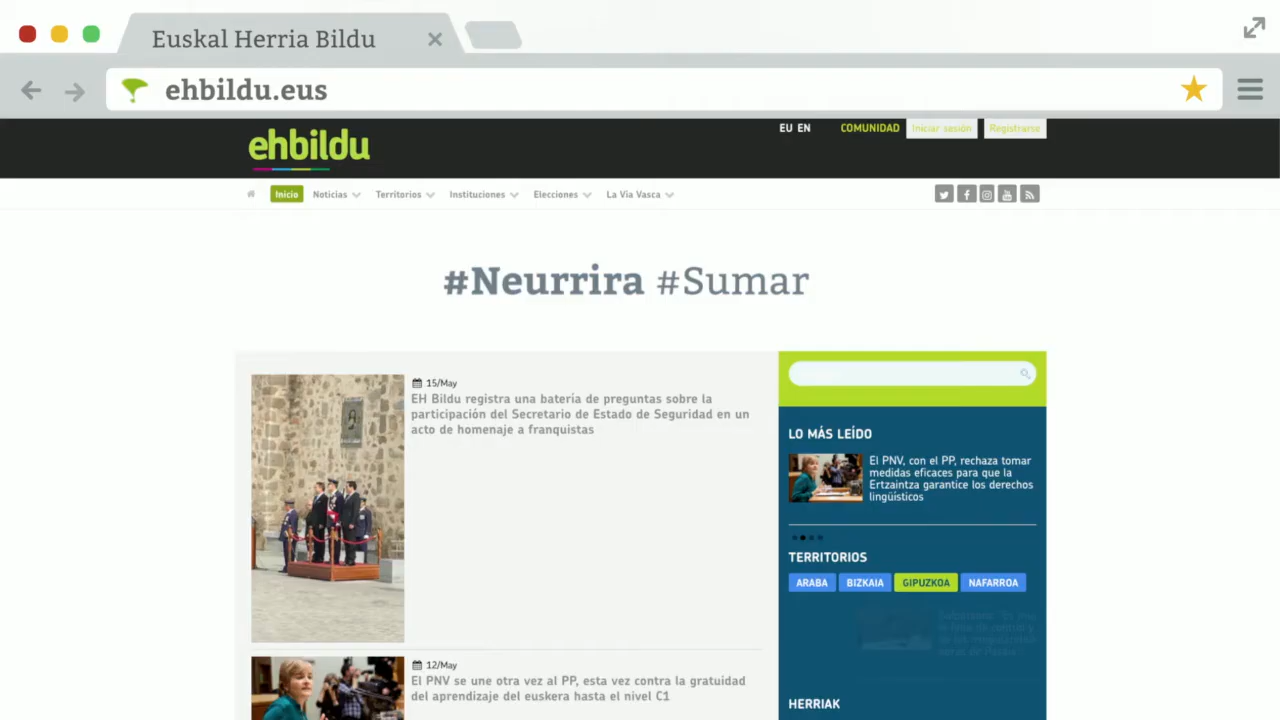 Euskal Herria Bildu
ehbildu.eus
ehbildu
EU EN
COMUNIDAD
Iniciar sesión
Registrarse
Inicio
Noticias
Territorios
Instituciones
Elecciones
La Vía Vasca
#Neurrira #Sumar
15/May
EH Bildu registra una batería de preguntas sobre la
participación del Secretario de Estado de Seguridad en un
acto de homenaje a franquistas
12/May
El PNV se une otra vez al PP, esta vez contra la gratuidad
del aprendizaje del euskera hasta el nivel C1
LO MÁS LEÍDO
El PNV, con el PP, rechaza tomar
medidas eficaces para que la
Ertzaintza garantice los derechos
lingüísticos
TERRITORIOS
ARABA
BIZKAIA
GIPUZKOA
NAFARROA
HERRIAK